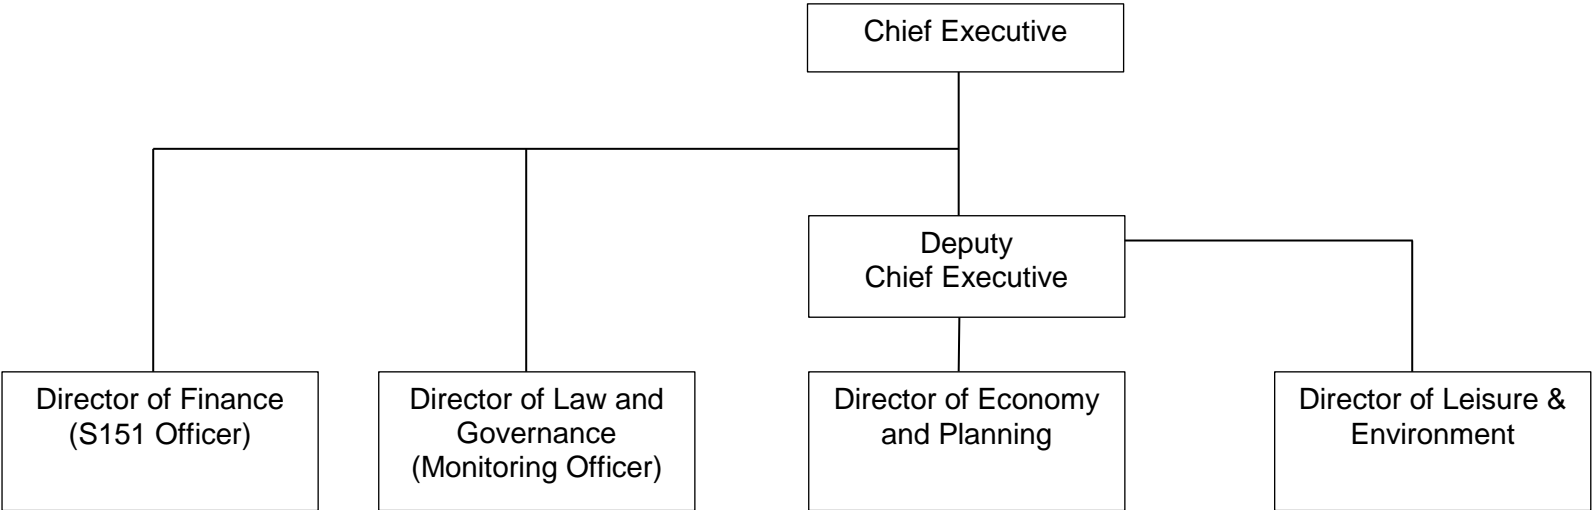 Chief Executive
Deputy
Chief Executive
Director of Finance
(S151 Officer)
Director of Law and
Governance
(Monitoring Officer)
Director of Economy
and Planning
Director of Leisure &
Environment